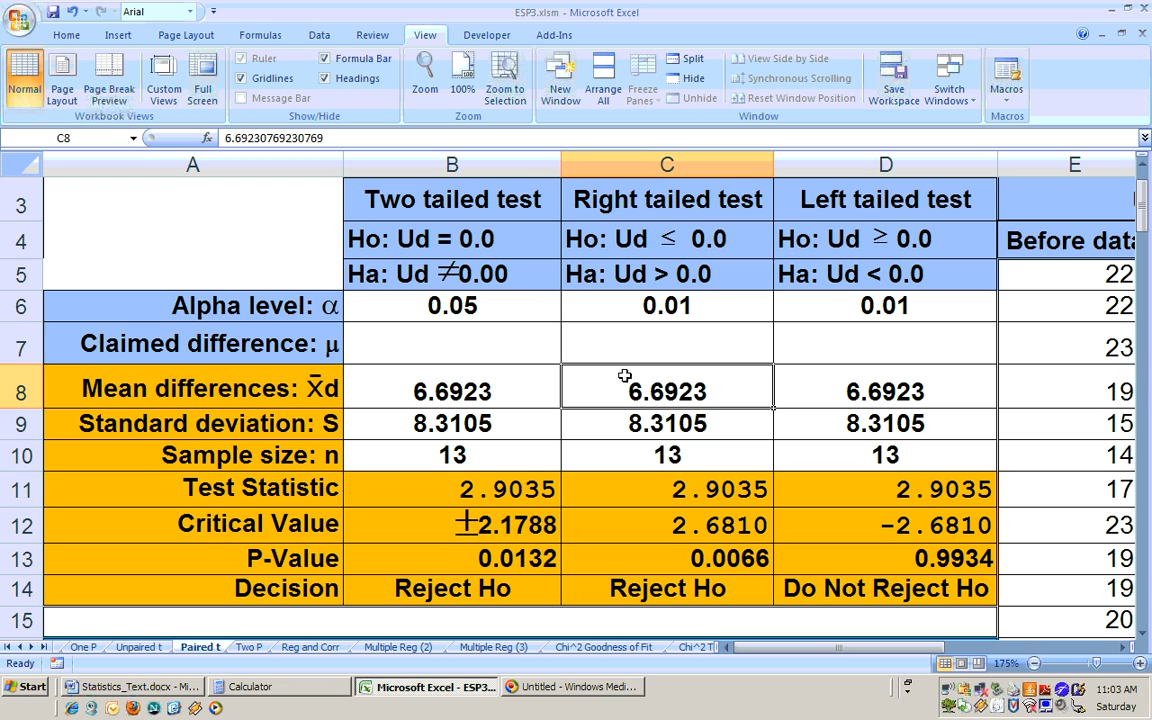 ESP3.xlsm - Microsoft Excel
Arial
Home Insert Page Layout Formulas Data Review View Developer Add-Ins
Normal Page Layout Page Break Preview Custom Views Full Screen
Workbook Views
Ruler Formula Bar
Gridlines Headings
Message Bar
Show/Hide
Zoom 100% Zoom to Selection
Zoom
New Window Arrange All Freeze Panes
Split
Hide
Unhide
View Side by Side
Synchronous Scrolling
Reset Window Position
Save Workspace Switch Windows
Window
Macros
Macros
C8 fx 6.69230769230769
A B C D E
3 Two tailed test Right tailed test Left tailed test
4 Ho: Ud = 0.0 Ho: Ud ≤ 0.0 Ho: Ud ≥ 0.0 Before data
5 Ha: Ud ≠0.00 Ha: Ud > 0.0 Ha: Ud < 0.0 22
6 Alpha level: α 0.05 0.01 0.01 22
7 Claimed difference: μ 23
8 Mean differences: X̄d 6.6923 6.6923 6.6923 19
9 Standard deviation: S 8.3105 8.3105 8.3105 15
10 Sample size: n 13 13 13 14
11 Test Statistic 2.9035 2.9035 2.9035 17
12 Critical Value ±2.1788 2.6810 -2.6810 23
13 P-Value 0.0132 0.0066 0.9934 19
14 Decision Reject Ho Reject Ho Do Not Reject Ho 19
15 20
One P Unpaired t Paired t Two P Reg and Corr Multiple Reg (2) Multiple Reg (3) Chi^2 Goodness of Fit Chi^2 T
Ready 175%
Start Statistics_Text.docx - Mi... Calculator Microsoft Excel - ESP3... Untitled - Windows Medi... 11:03 AM
Saturday